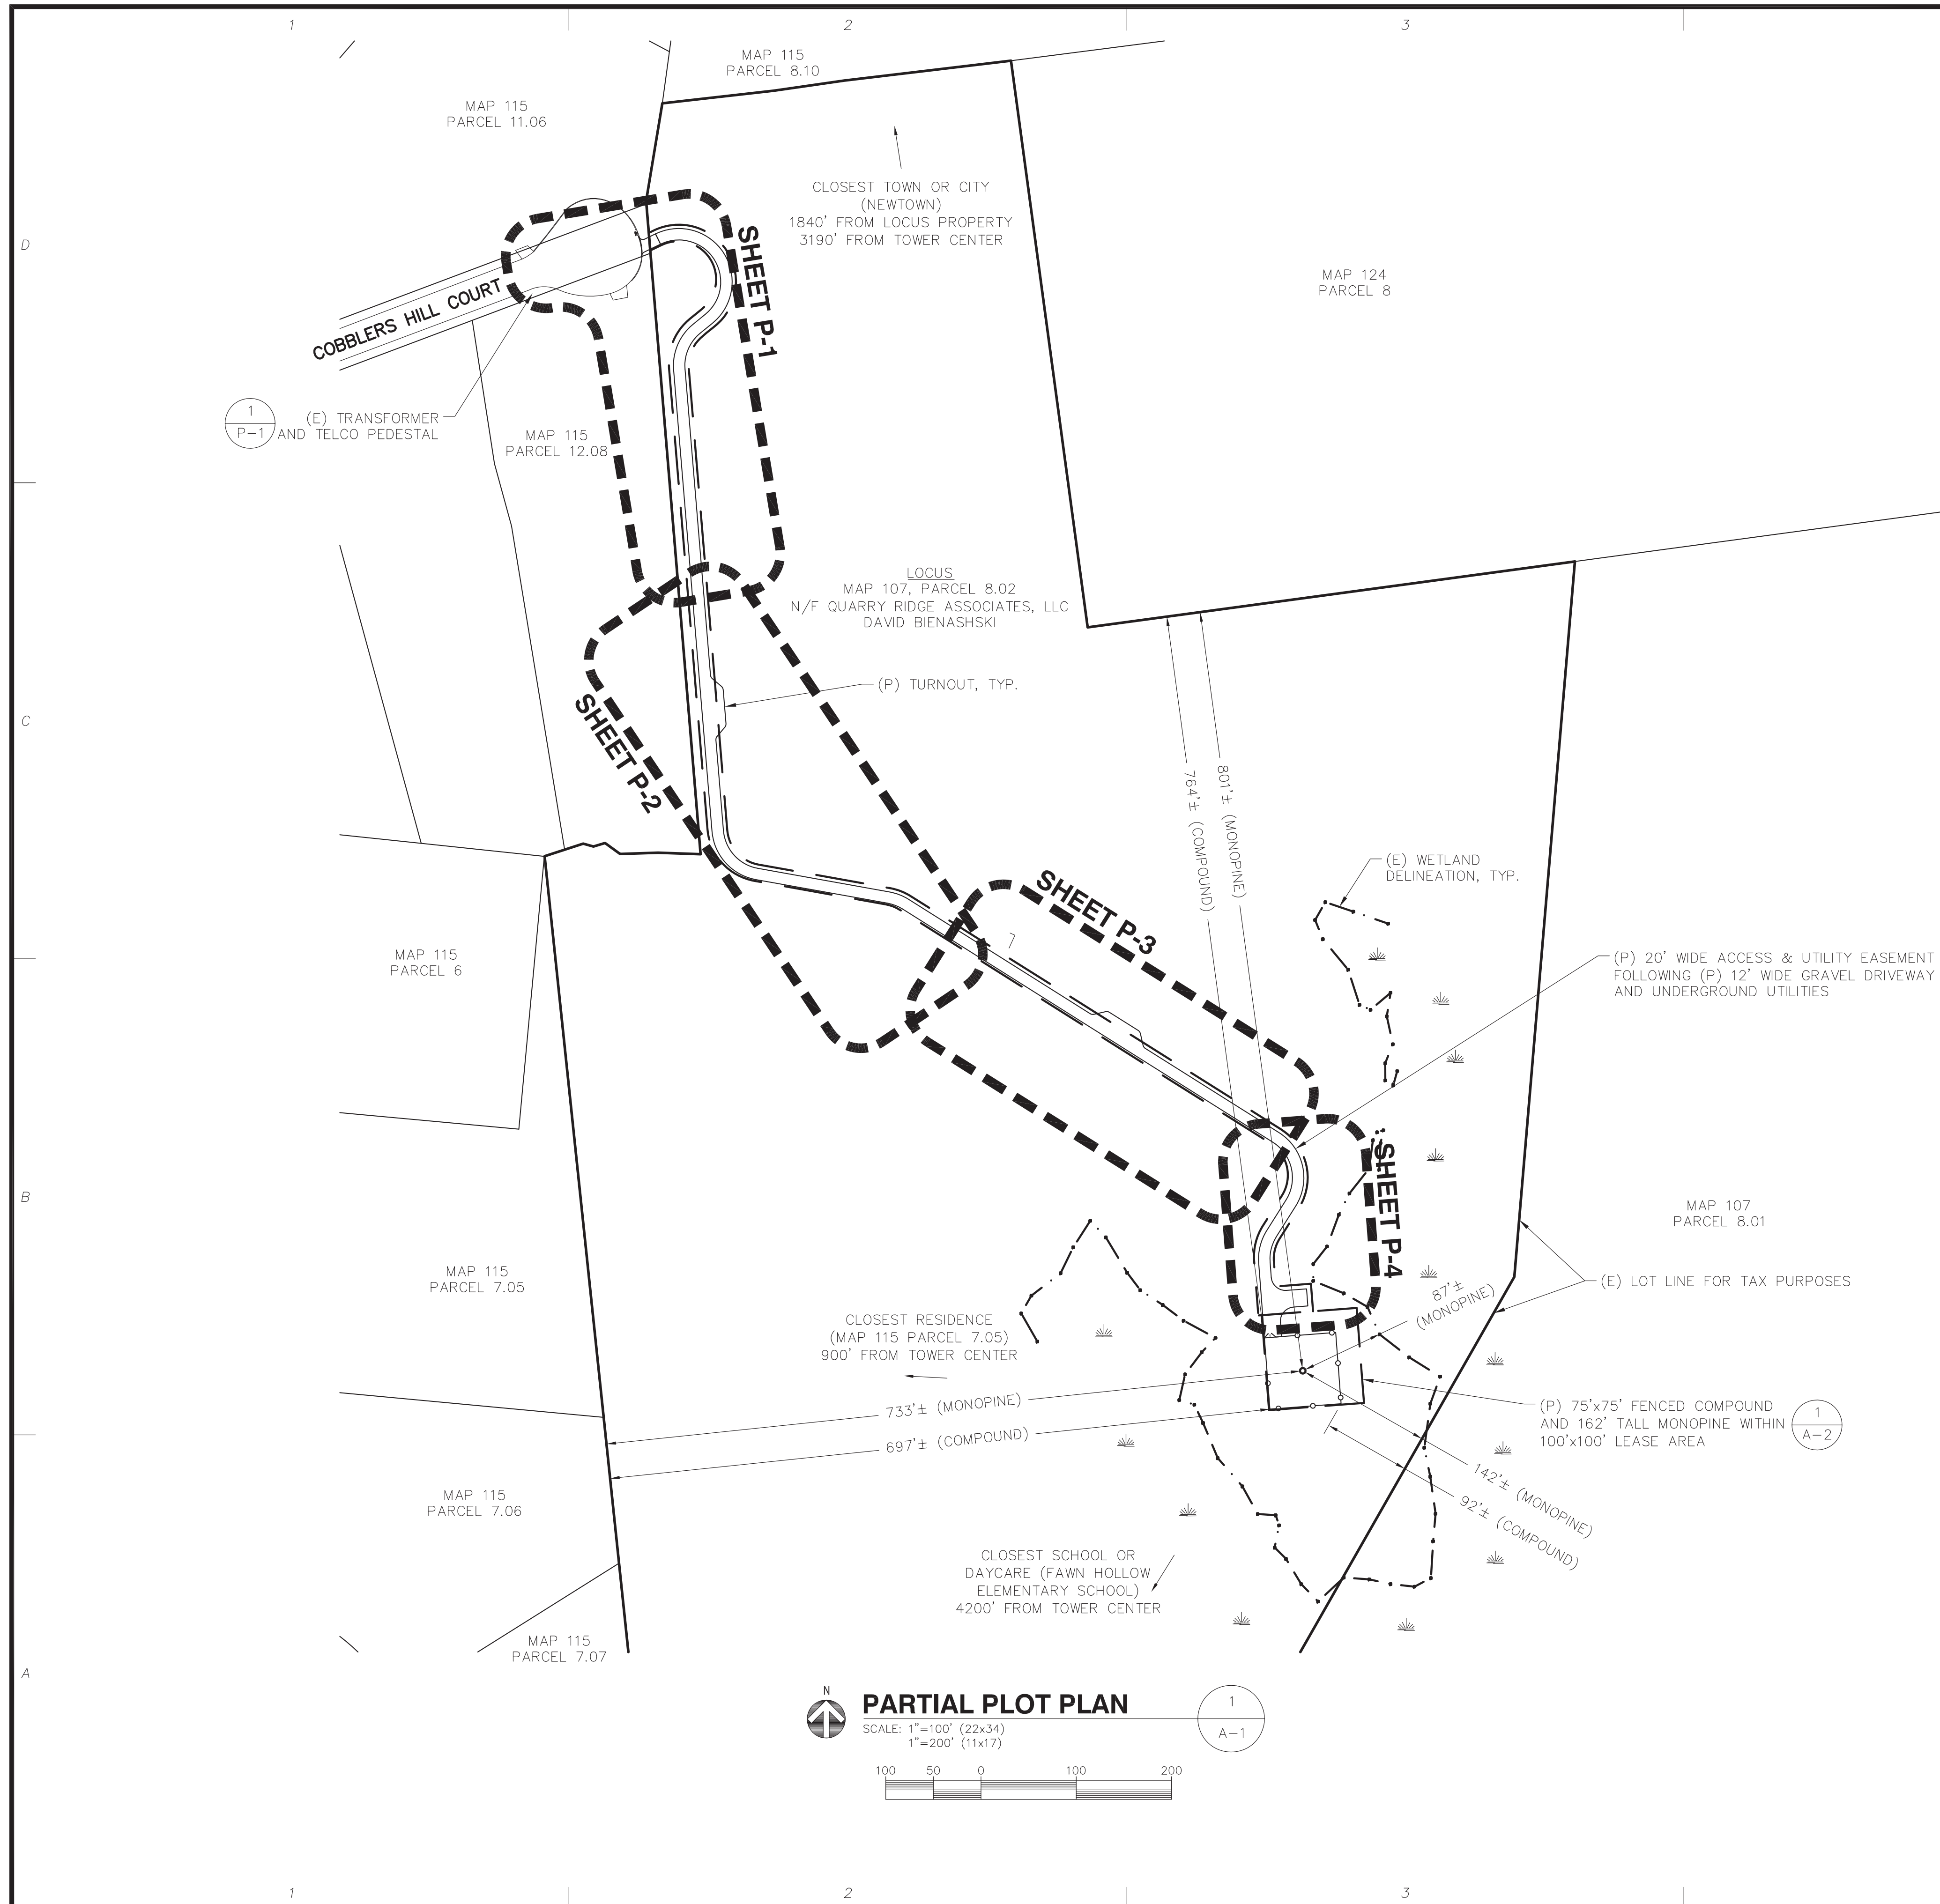 1
2
3
MAP 115
PARCEL 8.10
MAP 115
PARCEL 11.06
CLOSEST TOWN OR CITY
(NEWTOWN)
1840' FROM LOCUS PROPERTY
3190' FROM TOWER CENTER
D
SHEET P-1
MAP 124
PARCEL 8
COBBLERS HILL COURT
1
P-1
(E) TRANSFORMER
AND TELCO PEDESTAL
MAP 115
PARCEL 12.08
LOCUS
MAP 107, PARCEL 8.02
N/F QUARRY RIDGE ASSOCIATES, LLC
DAVID BIENASHSKI
(P) TURNOUT, TYP.
C
SHEET P-2
764'± (COMPOUND)
801'± (MONOPINE)
(E) WETLAND
DELINEATION, TYP.
SHEET P-3
MAP 115
PARCEL 6
(P) 20' WIDE ACCESS & UTILITY EASEMENT
FOLLOWING (P) 12' WIDE GRAVEL DRIVEWAY
AND UNDERGROUND UTILITIES
B
SHEET P-4
MAP 107
PARCEL 8.01
MAP 115
PARCEL 7.05
(E) LOT LINE FOR TAX PURPOSES
87'±
(MONOPINE)
CLOSEST RESIDENCE
(MAP 115 PARCEL 7.05)
900' FROM TOWER CENTER
733'± (MONOPINE)
697'± (COMPOUND)
(P) 75'x75' FENCED COMPOUND
AND 162' TALL MONOPINE WITHIN
100'x100' LEASE AREA
1
A-2
142'± (MONOPINE)
92'± (COMPOUND)
MAP 115
PARCEL 7.06
CLOSEST SCHOOL OR
DAYCARE (FAWN HOLLOW
ELEMENTARY SCHOOL)
4200' FROM TOWER CENTER
MAP 115
PARCEL 7.07
A
N
PARTIAL PLOT PLAN
SCALE: 1"=100' (22x34)
1"=200' (11x17)
1
A-1
100 50 0 100 200
1
2
3